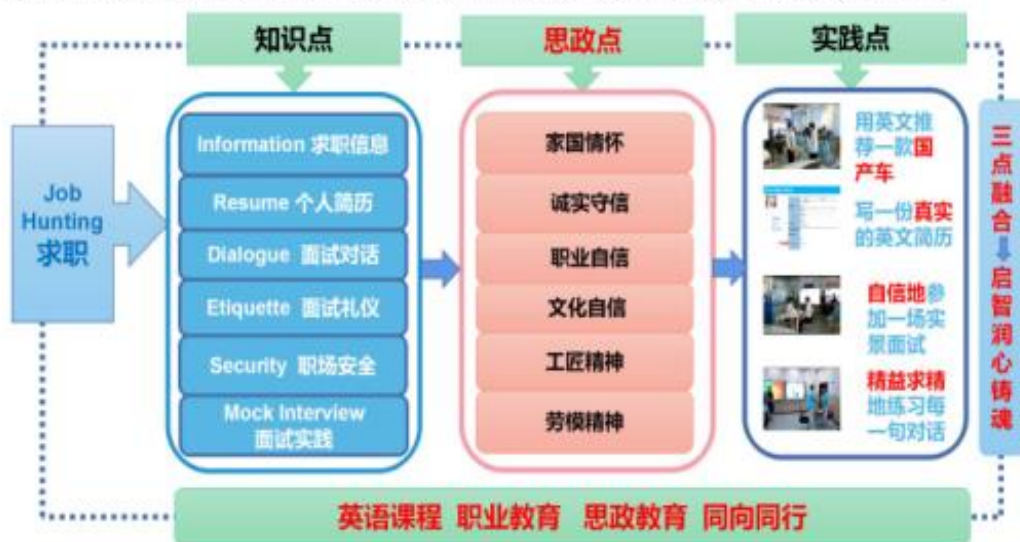 知识点
思政点
实践点
Job
Hunting
求职
Information 求职信息
Resume 个人简历
Dialogue 面试对话
Etiquette 面试礼仪
Security 职场安全
Mock Interview
面试实践
家国情怀
诚实守信
职业自信
文化自信
工匠精神
劳模精神
用英文推
荐一款国
产车
写一份真实
的英文简历
自信地参
加一场实
景面试
精益求精
地练习每
一句对话
三点融合
启智润心铸魂
英语课程 职业教育 思政教育 同向同行